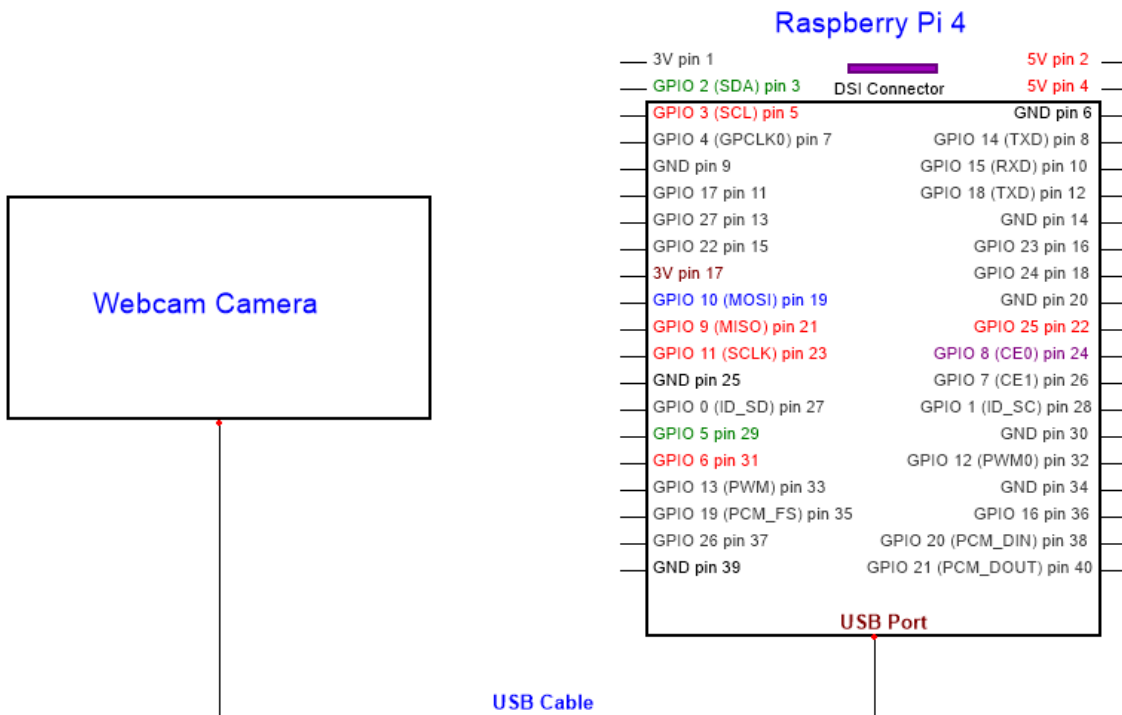 Raspberry Pi 4
3V pin 1
5V pin 2
GPIO 2 (SDA) pin 3
DSI Connector
5V pin 4
GPIO 3 (SCL) pin 5
GND pin 6
GPIO 4 (GPCLK0) pin 7
GPIO 14 (TXD) pin 8
GND pin 9
GPIO 15 (RXD) pin 10
GPIO 17 pin 11
GPIO 18 (TXD) pin 12
GPIO 27 pin 13
GND pin 14
GPIO 22 pin 15
GPIO 23 pin 16
3V pin 17
GPIO 24 pin 18
Webcam Camera
GPIO 10 (MOSI) pin 19
GND pin 20
GPIO 9 (MISO) pin 21
GPIO 25 pin 22
GPIO 11 (SCLK) pin 23
GPIO 8 (CE0) pin 24
GND pin 25
GPIO 7 (CE1) pin 26
GPIO 0 (ID_SD) pin 27
GPIO 1 (ID_SC) pin 28
GPIO 5 pin 29
GND pin 30
GPIO 6 pin 31
GPIO 12 (PWM0) pin 32
GPIO 13 (PWM) pin 33
GND pin 34
GPIO 19 (PCM_FS) pin 35
GPIO 16 pin 36
GPIO 26 pin 37
GPIO 20 (PCM_DIN) pin 38
GND pin 39
GPIO 21 (PCM_DOUT) pin 40
USB Port
USB Cable